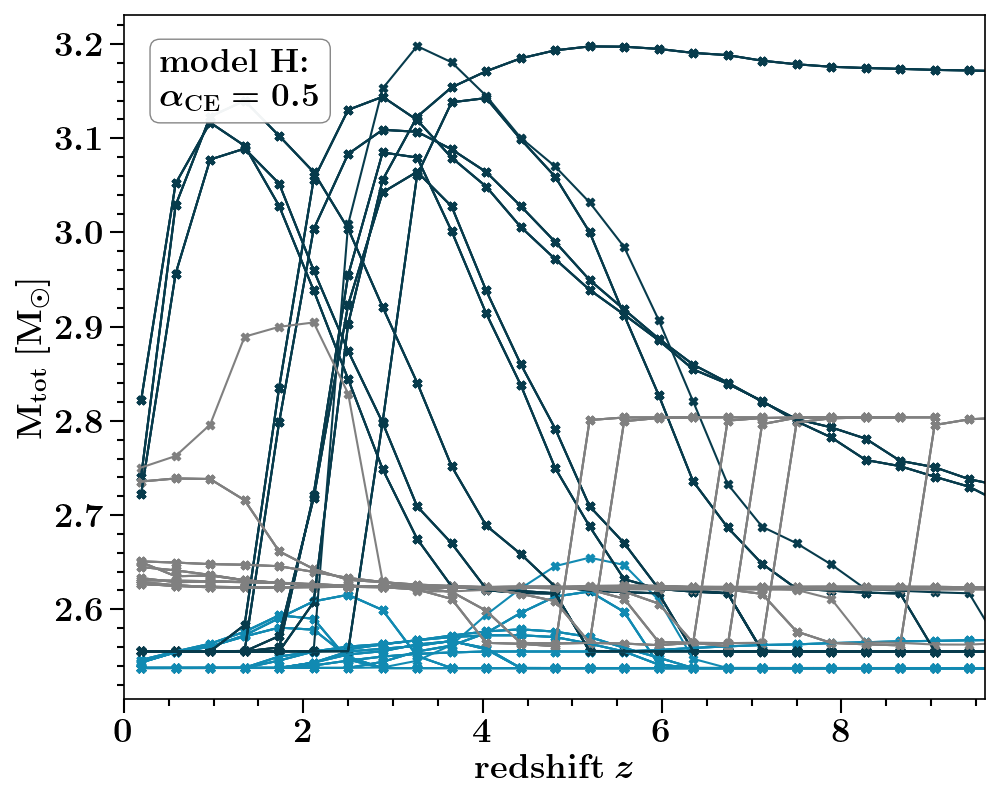 3.2
3.1
3.0
2.9
2.8
2.7
2.6
M_tot [M_⊙]
model H:
α_CE = 0.5
0 2 4 6 8
redshift z